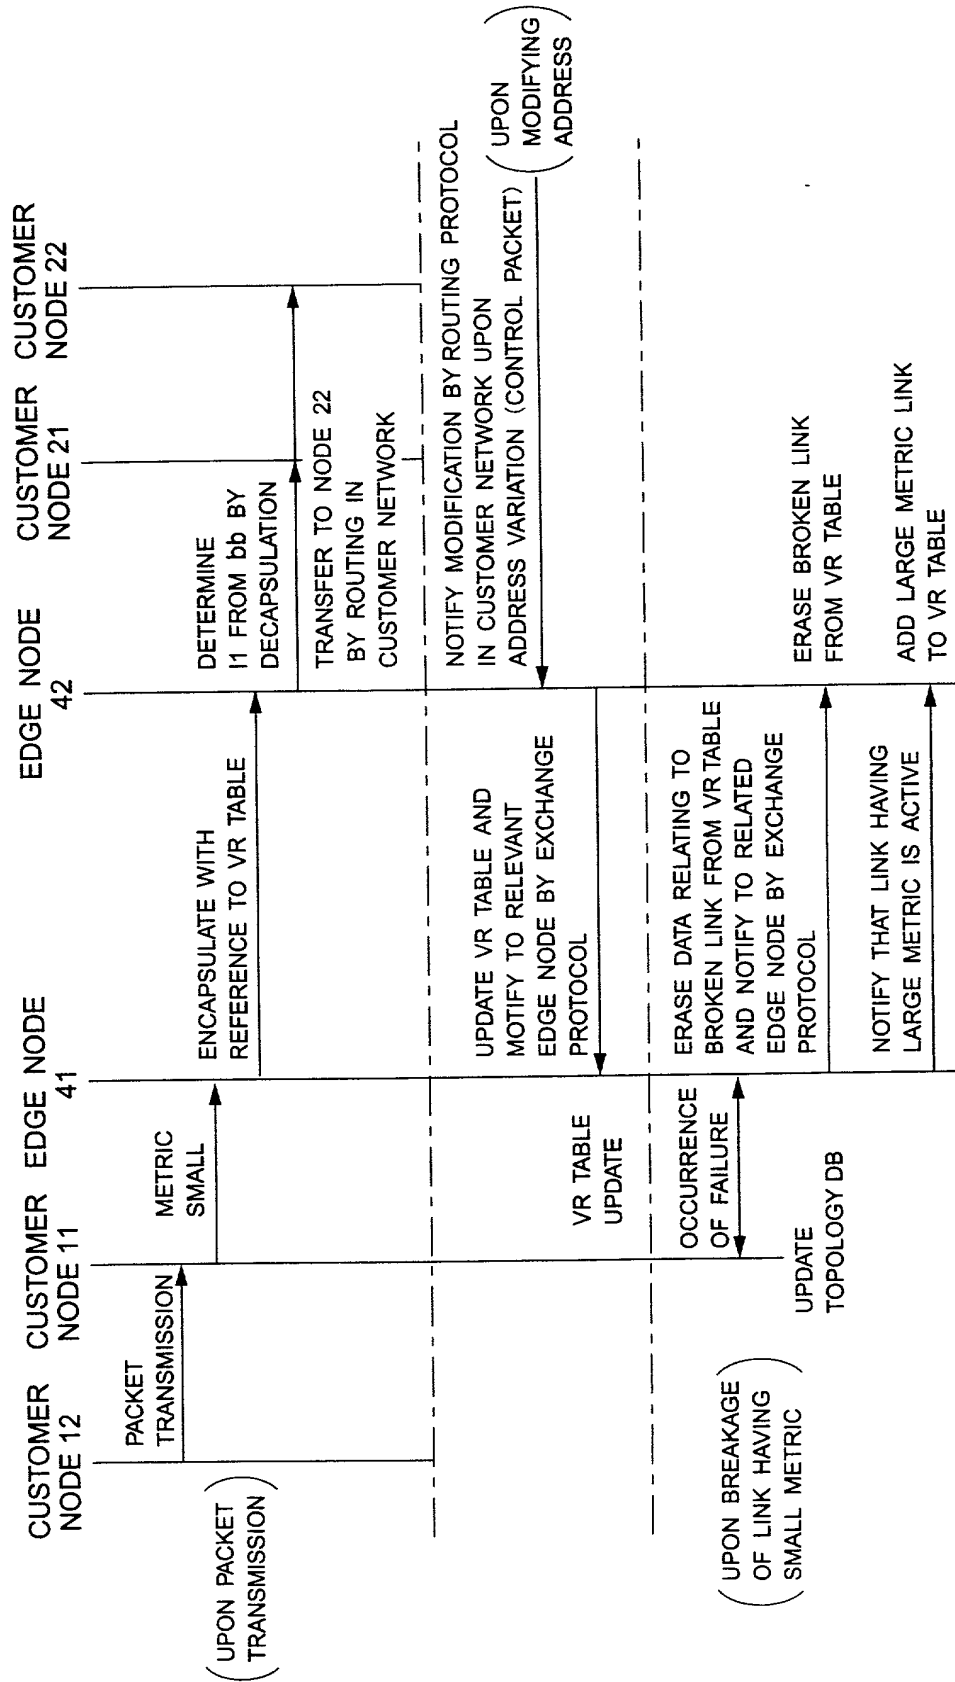 CUSTOMER
NODE 12
CUSTOMER
NODE 11
EDGE NODE
41
EDGE NODE
42
CUSTOMER
NODE 21
CUSTOMER
NODE 22
(UPON PACKET
TRANSMISSION)
PACKET
TRANSMISSION
METRIC
SMALL
ENCAPSULATE WITH
REFERENCE TO VR TABLE
DETERMINE
I1 FROM bb BY
DECAPSULATION
TRANSFER TO NODE 22
BY ROUTING IN
CUSTOMER NETWORK
NOTIFY MODIFICATION BY ROUTING PROTOCOL
IN CUSTOMER NETWORK UPON
ADDRESS VARIATION (CONTROL PACKET)
(UPON
MODIFYING
ADDRESS)
UPDATE VR TABLE AND
MOTIFY TO RELEVANT
EDGE NODE BY EXCHANGE
PROTOCOL
VR TABLE
UPDATE
(UPON BREAKAGE
OF LINK HAVING
SMALL METRIC)
OCCURRENCE
OF FAILURE
UPDATE
TOPOLOGY DB
ERASE DATA RELATING TO
BROKEN LINK FROM VR TABLE
AND NOTIFY TO RELATED
EDGE NODE BY EXCHANGE
PROTOCOL
ERASE BROKEN LINK
FROM VR TABLE
NOTIFY THAT LINK HAVING
LARGE METRIC IS ACTIVE
ADD LARGE METRIC LINK
TO VR TABLE